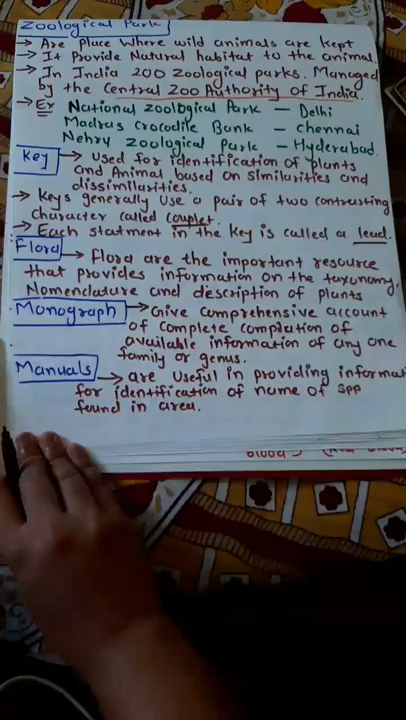 Zoological Park
→ Are Place Where wild animals are kept
→ It Provide Natural habitat to the animal.
→ In India 200 Zoological parks. Managed
by the Central Zoo Authority of India.
→ Ex National Zoological Park — Delhi
Madras Crocodile Bank — Chennai
Nehry Zoological park — Hyderabad.
Key → Used for identification of plants
and Animal based on similarities and
dissimilarities.
→ Keys generally Use a pair of two contrasting
character called couplet.
→ Each statment in the Key is called a lead.
Flora → Flora are the important resource
that provides information on the taxonomy,
Nomenclature and description of plants
Monograph → Give comprehensive account
of complete compilation of
available information of any one
family or genus.
Manuals → are Useful in providing informat
for identification of name of spp
found in area.